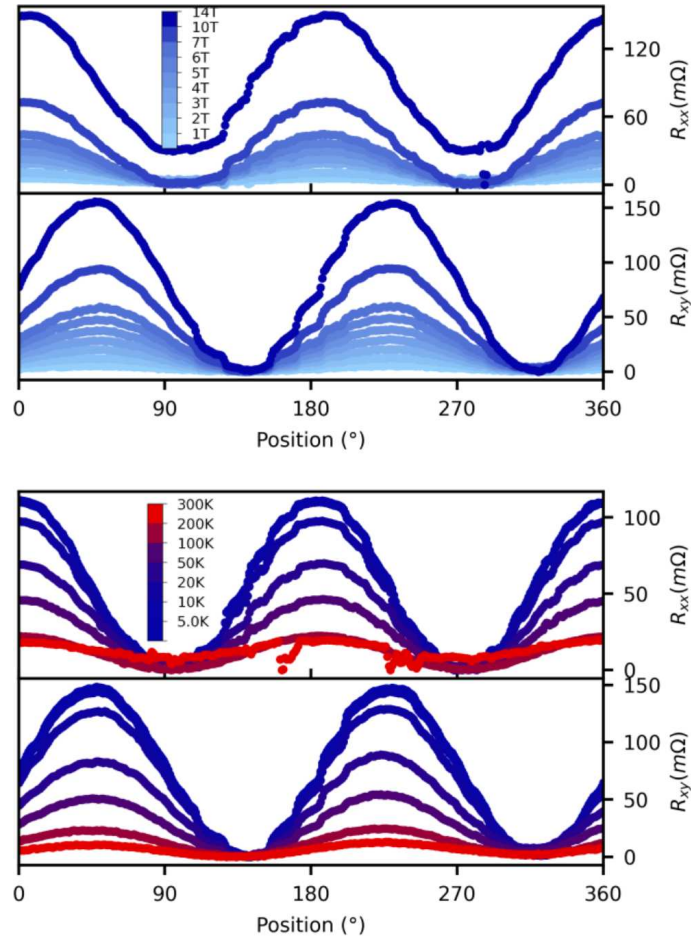 14T
10T
7T
6T
5T
4T
3T
2T
1T
120
60
0
Rxx(mΩ)
150
100
50
0
Rxy(mΩ)
0 90 180 270 360
Position (°)
300K
200K
100K
50K
20K
10K
5.0K
100
50
0
Rxx(mΩ)
150
100
50
0
Rxy(mΩ)
0 90 180 270 360
Position (°)